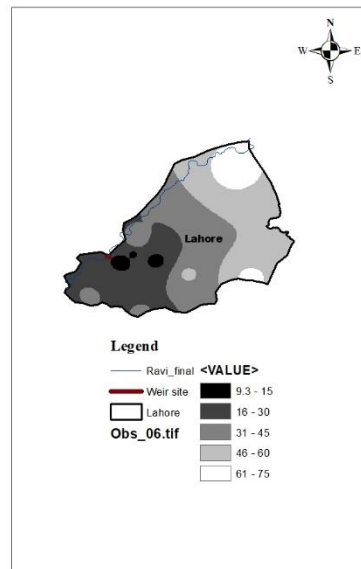 N
W E
S
Lahore
Legend
Ravi_final
Weir site
Lahore
Obs_06.tif
<VALUE>
9.3 - 15
16 - 30
31 - 45
46 - 60
61 - 75